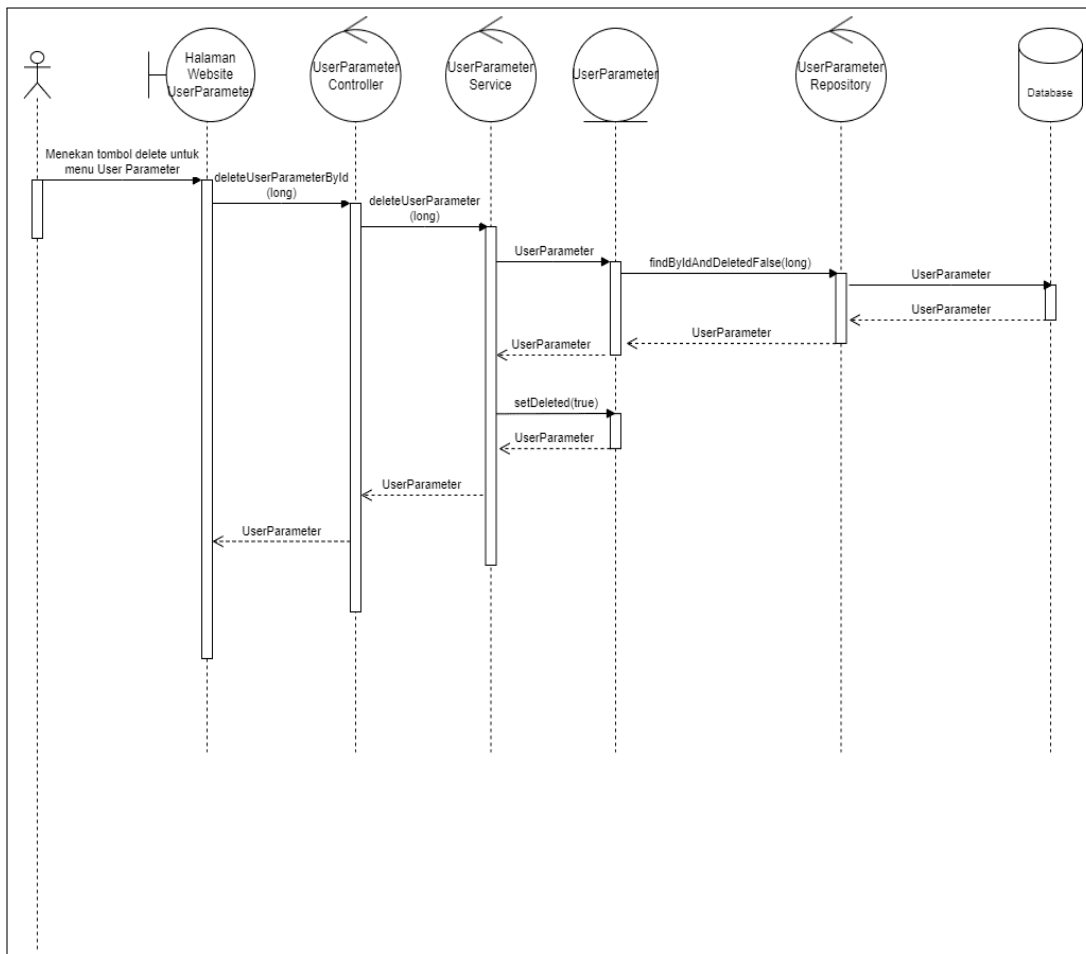 Halaman
Website
UserParameter
UserParameter
Controller
UserParameter
Service
UserParameter
UserParameter
Repository
Database
Menekan tombol delete untuk
menu User Parameter
deleteUserParameterById
(long)
deleteUserParameter
(long)
UserParameter
findByIdAndDeletedFalse(long)
UserParameter
UserParameter
UserParameter
UserParameter
setDeleted(true)
UserParameter
UserParameter
UserParameter